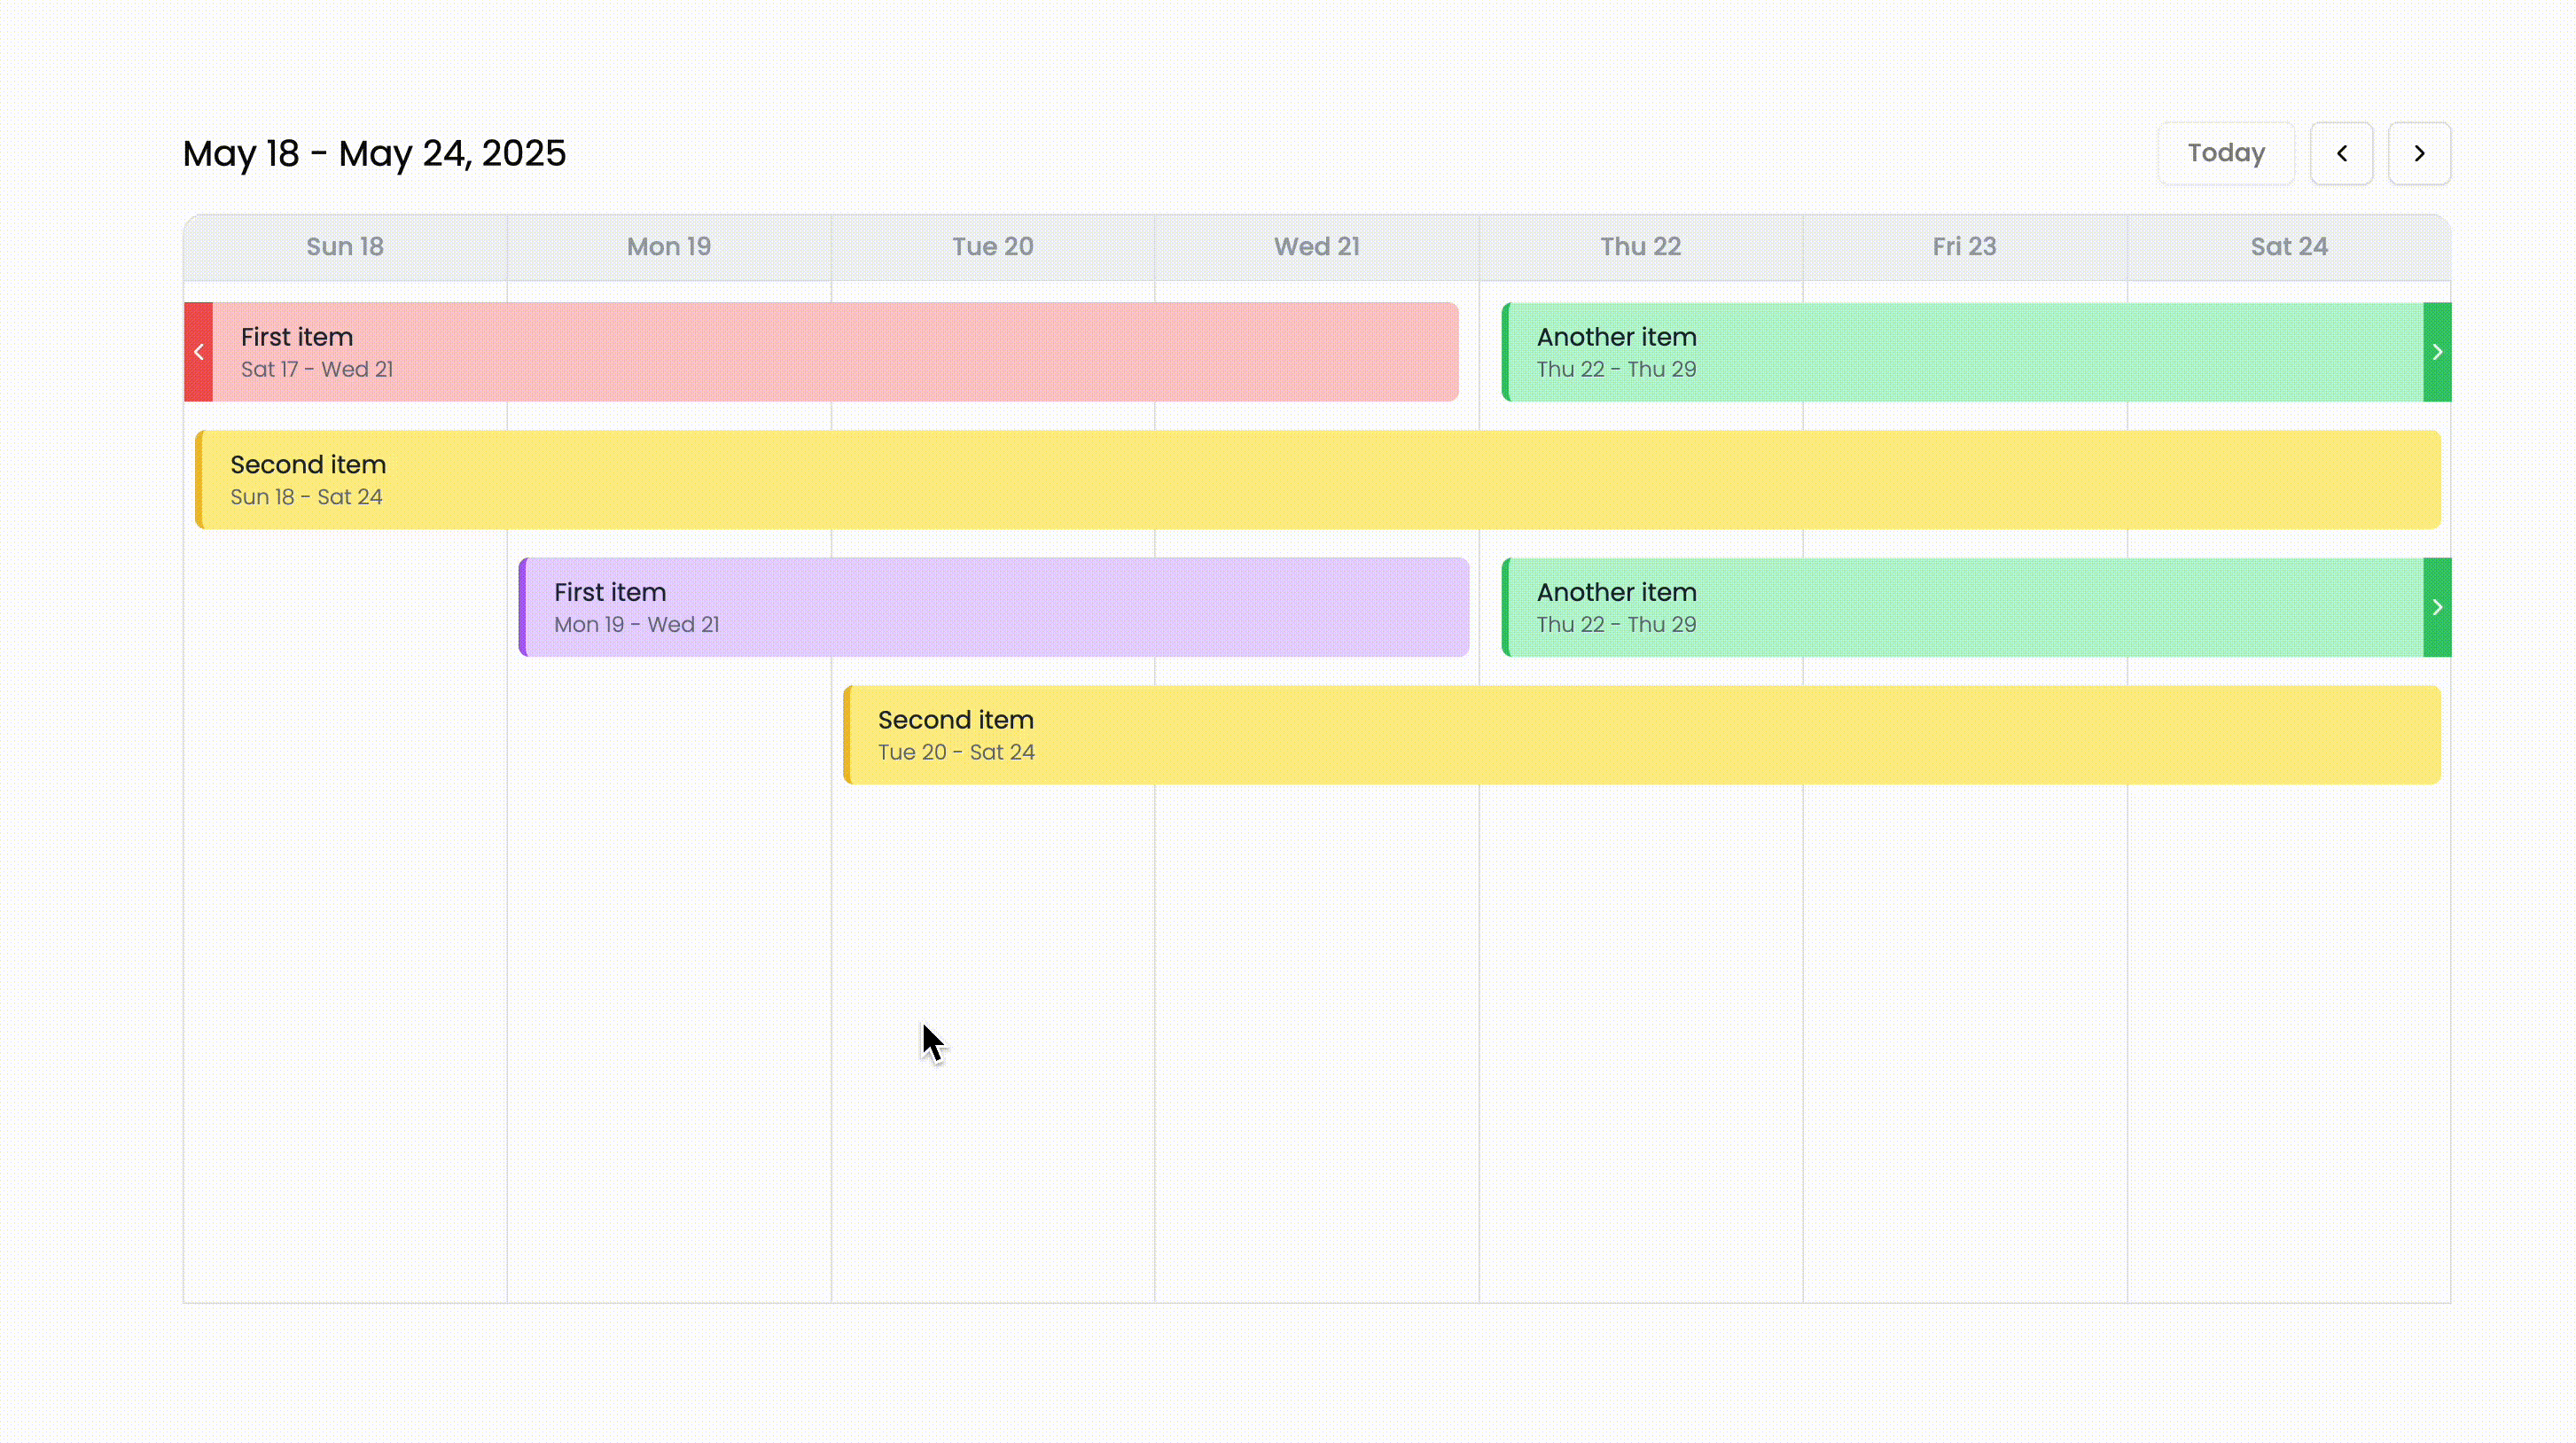 May 18 - May 24, 2025
Today
Sun 18
Mon 19
Tue 20
Wed 21
Thu 22
Fri 23
Sat 24
First item
Sat 17 - Wed 21
Another item
Thu 22 - Thu 29
Second item
Sun 18 - Sat 24
First item
Mon 19 - Wed 21
Another item
Thu 22 - Thu 29
Second item
Tue 20 - Sat 24